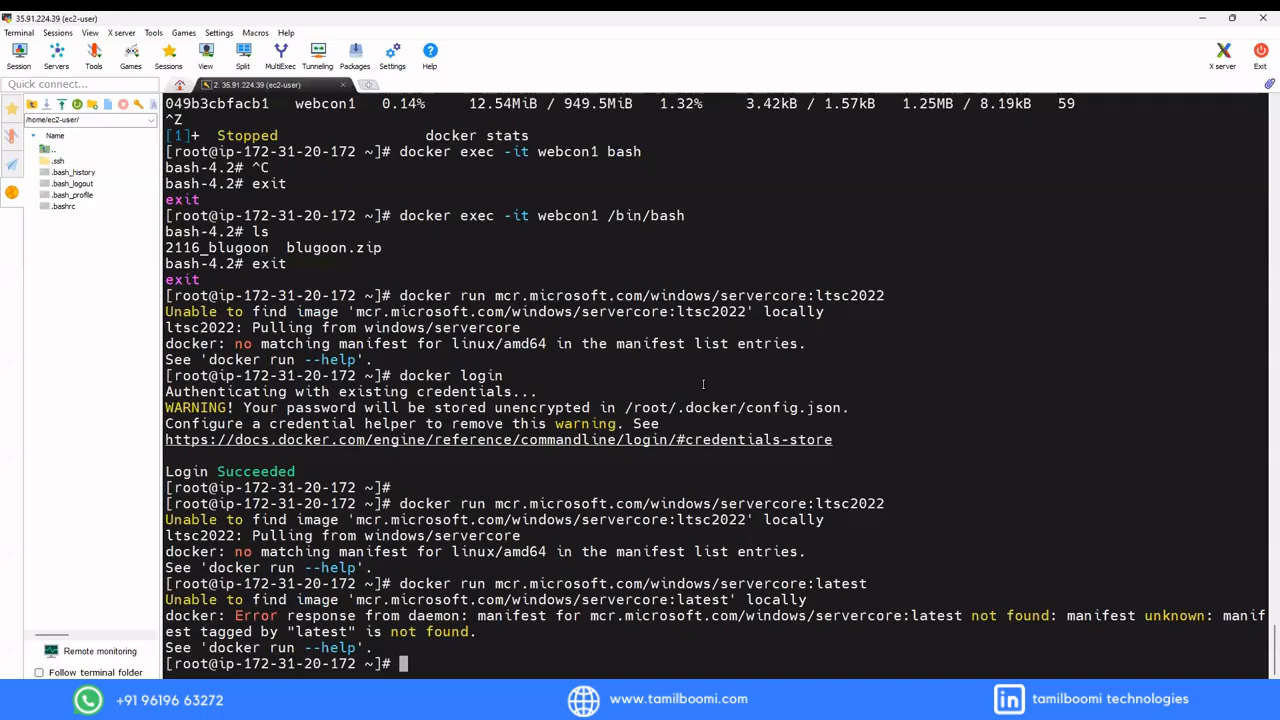 35.91.224.39 (ec2-user)
Terminal Sessions View X server Tools Games Settings Macros Help
Session Servers Tools Games Sessions View Split MultiExec Tunneling Packages Settings Help X server Exit
Quick connect...
2. 35.91.224.39 (ec2-user)
/home/ec2-user/
Name
..
.ssh
.bash_history
.bash_logout
.bash_profile
.bashrc
049b3cbfacb1 webcon1 0.14% 12.54MiB / 949.5MiB 1.32% 3.42kB / 1.57kB 1.25MB / 8.19kB 59
^Z
[1]+ Stopped docker stats
[root@ip-172-31-20-172 ~]# docker exec -it webcon1 bash
bash-4.2# ^C
bash-4.2# exit
exit
[root@ip-172-31-20-172 ~]# docker exec -it webcon1 /bin/bash
bash-4.2# ls
2116_blugoon blugoon.zip
bash-4.2# exit
exit
[root@ip-172-31-20-172 ~]# docker run mcr.microsoft.com/windows/servercore:ltsc2022
Unable to find image 'mcr.microsoft.com/windows/servercore:ltsc2022' locally
ltsc2022: Pulling from windows/servercore
docker: no matching manifest for linux/amd64 in the manifest list entries.
See 'docker run --help'.
[root@ip-172-31-20-172 ~]# docker login
Authenticating with existing credentials...
WARNING! Your password will be stored unencrypted in /root/.docker/config.json.
Configure a credential helper to remove this warning. See
https://docs.docker.com/engine/reference/commandline/login/#credentials-store
Login Succeeded
[root@ip-172-31-20-172 ~]#
[root@ip-172-31-20-172 ~]# docker run mcr.microsoft.com/windows/servercore:ltsc2022
Unable to find image 'mcr.microsoft.com/windows/servercore:ltsc2022' locally
ltsc2022: Pulling from windows/servercore
docker: no matching manifest for linux/amd64 in the manifest list entries.
See 'docker run --help'.
[root@ip-172-31-20-172 ~]# docker run mcr.microsoft.com/windows/servercore:latest
Unable to find image 'mcr.microsoft.com/windows/servercore:latest' locally
docker: Error response from daemon: manifest for mcr.microsoft.com/windows/servercore:latest not found: manifest unknown: manif
est tagged by "latest" is not found.
See 'docker run --help'.
[root@ip-172-31-20-172 ~]#
Remote monitoring
Follow terminal folder
+91 96196 63272 www.tamilboomi.com tamilboomi technologies